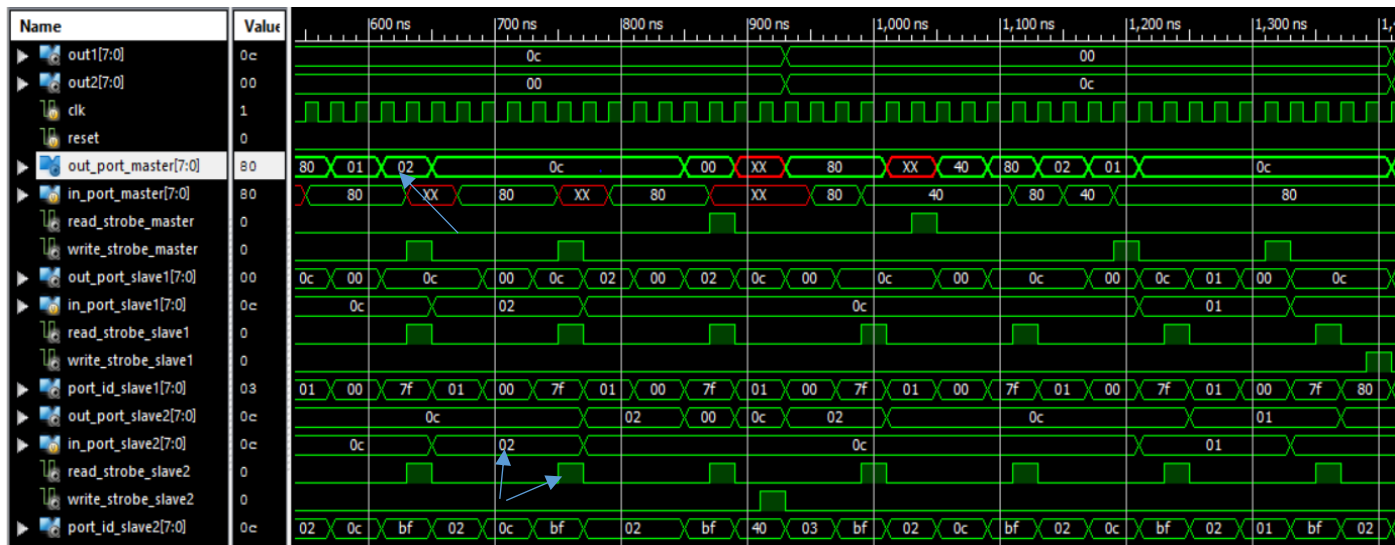 Name Value 600 ns 700 ns 800 ns 900 ns 1,000 ns 1,100 ns 1,200 ns 1,300 ns 1,
out1[7:0] 0c 0c 00
out2[7:0] 00 00 0c
clk 1
reset 0
out_port_master[7:0] 80 80 01 02 0c 00 XX 80 XX 40 80 02 01 0c
in_port_master[7:0] 80 80 XX 80 XX 80 XX 80 40 80 40 80
read_strobe_master 0
write_strobe_master 0
out_port_slave1[7:0] 00 0c 00 0c 00 0c 02 00 02 0c 00 0c 00 0c 00 0c 01 00 0c
in_port_slave1[7:0] 0c 0c 02 0c 01
read_strobe_slave1 0
write_strobe_slave1 0
port_id_slave1[7:0] 03 01 00 7f 01 00 7f 01 00 7f 01 00 7f 01 00 7f 01 00 7f 01 00 7f 80
out_port_slave2[7:0] 0c 0c 02 00 0c 02 0c 01
in_port_slave2[7:0] 0c 0c 02 0c 01
read_strobe_slave2 0
write_strobe_slave2 0
port_id_slave2[7:0] 0c 02 0c bf 02 0c bf 02 bf 40 03 bf 02 0c bf 02 0c bf 02 01 bf 02